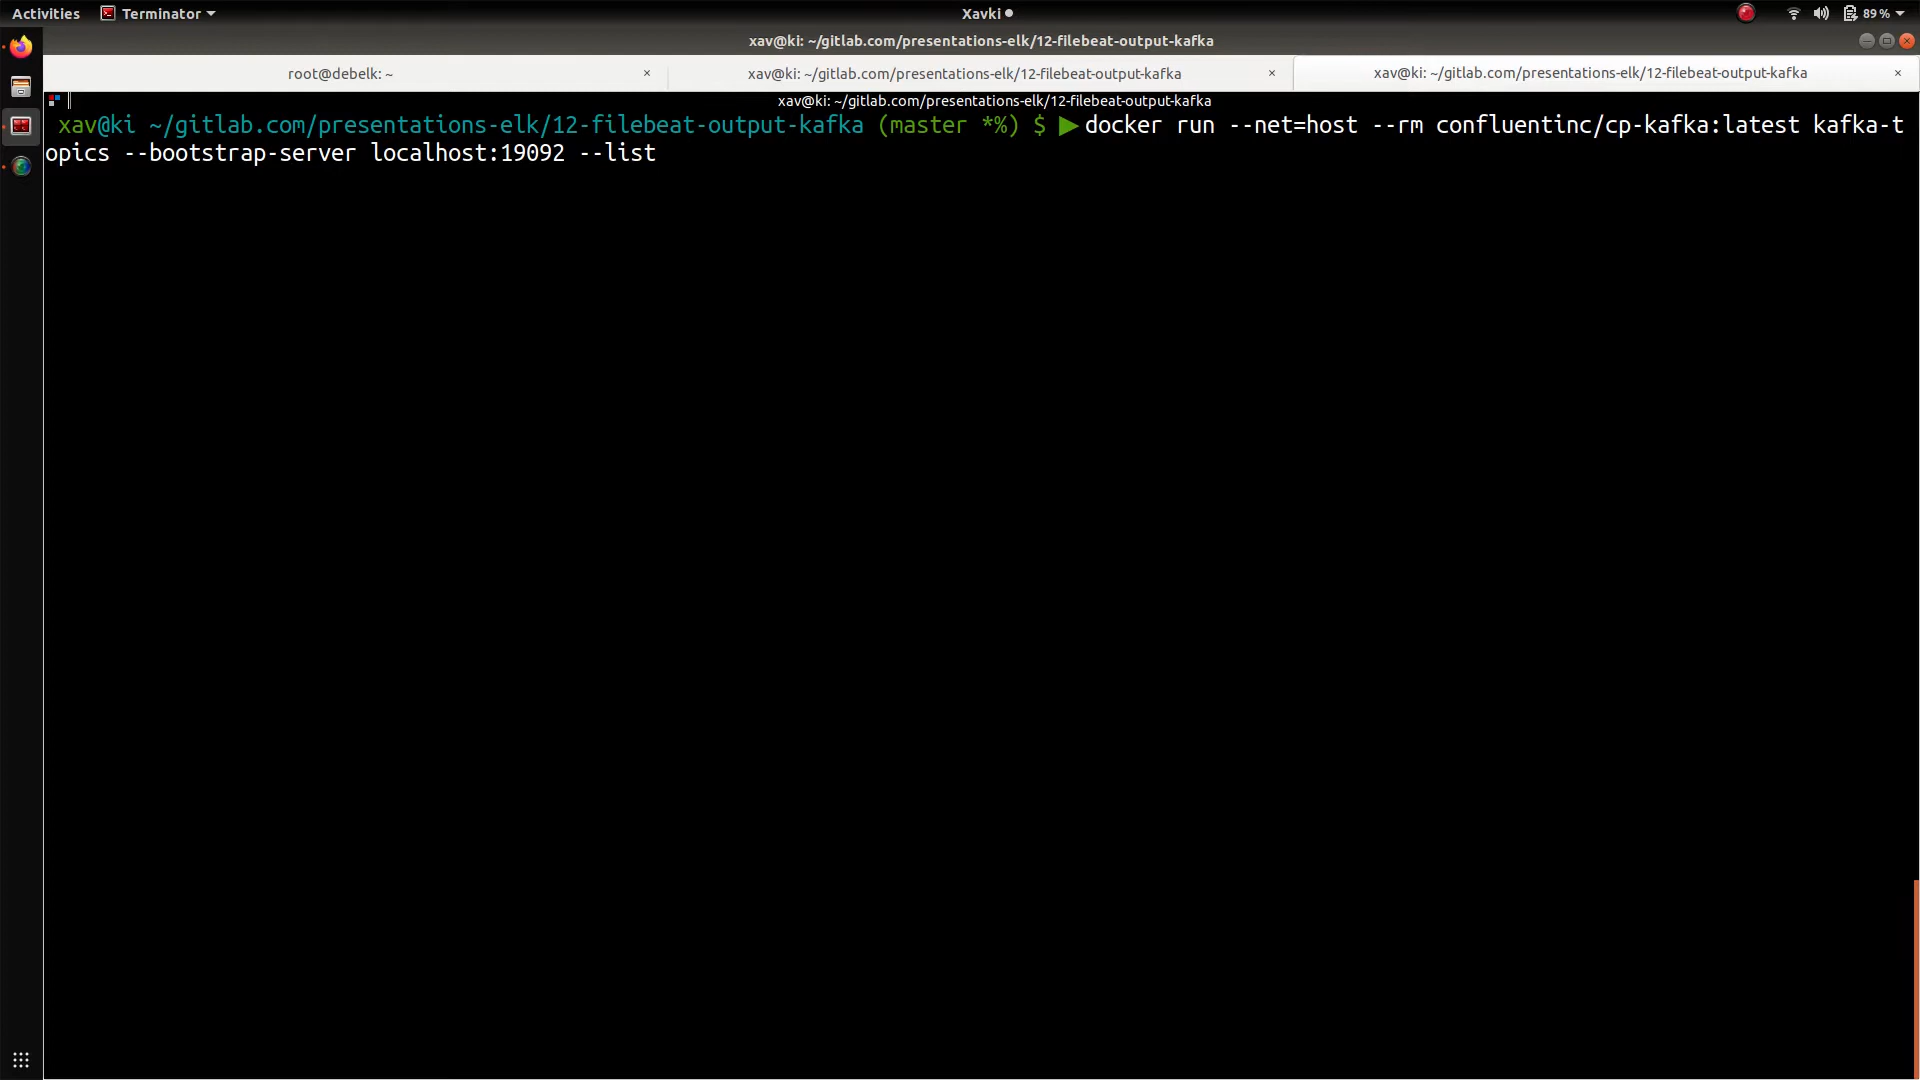 Activities Terminator Xavki 89 %
xav@ki: ~/gitlab.com/presentations-elk/12-filebeat-output-kafka
root@debelk: ~ × xav@ki: ~/gitlab.com/presentations-elk/12-filebeat-output-kafka × xav@ki: ~/gitlab.com/presentations-elk/12-filebeat-output-kafka ×
xav@ki: ~/gitlab.com/presentations-elk/12-filebeat-output-kafka
xav@ki ~/gitlab.com/presentations-elk/12-filebeat-output-kafka (master *%) $ ▶docker run --net=host --rm confluentinc/cp-kafka:latest kafka-t
opics --bootstrap-server localhost:19092 --list